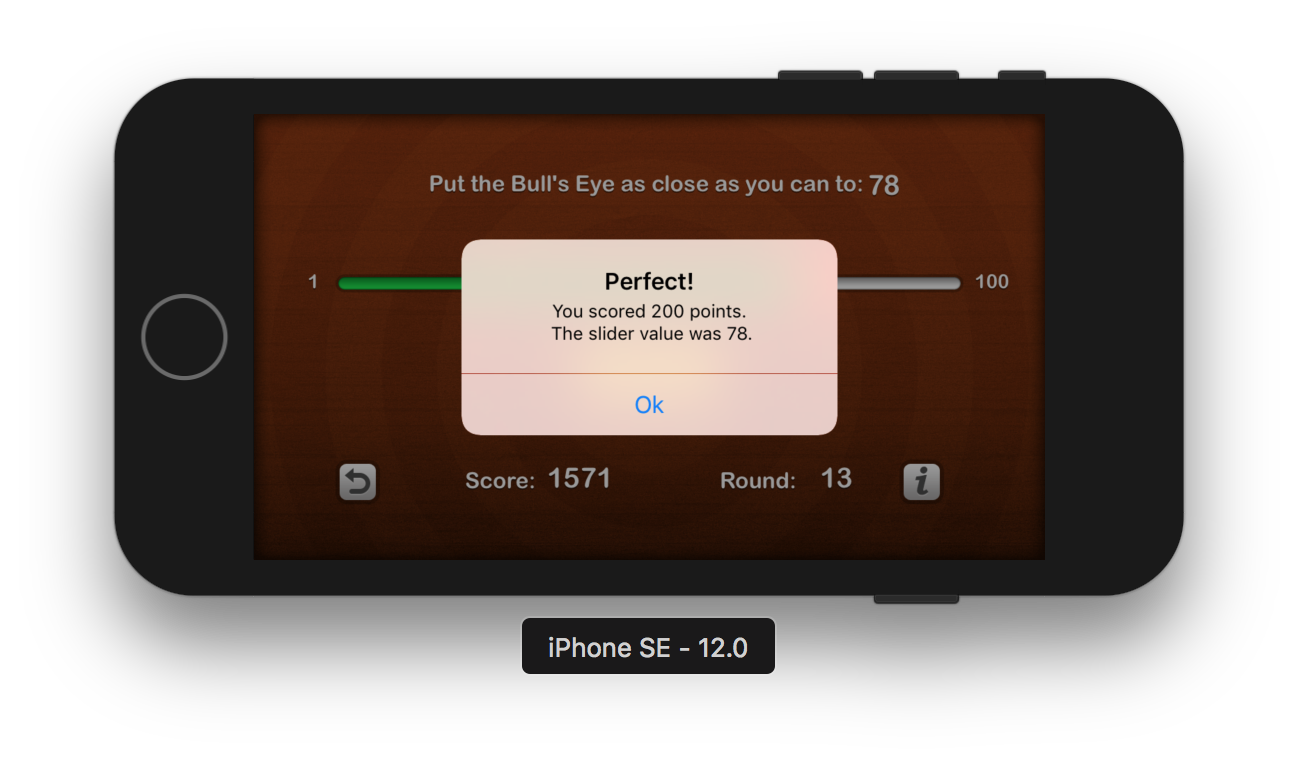 Put the Bull's Eye as close as you can to: 78
1
100
Perfect!
You scored 200 points.
The slider value was 78.
Ok
Score: 1571
Round: 13
i
iPhone SE - 12.0